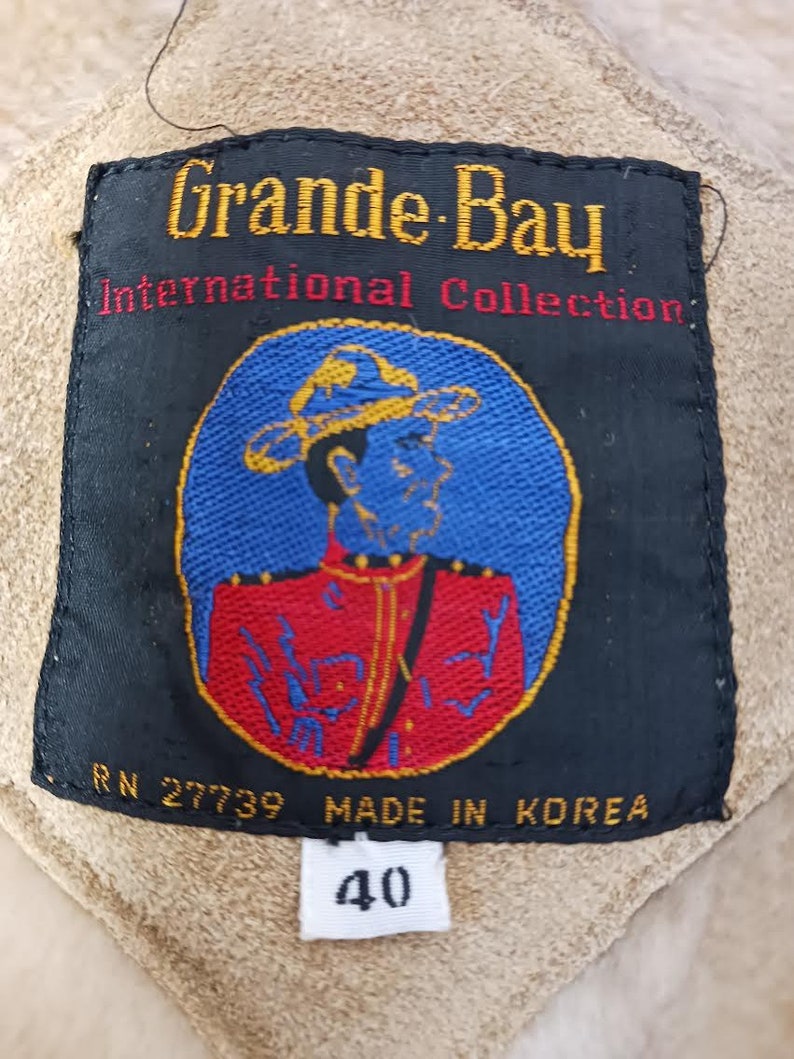 Grande·Bay
International Collection
RN 27739 MADE IN KOREA
40